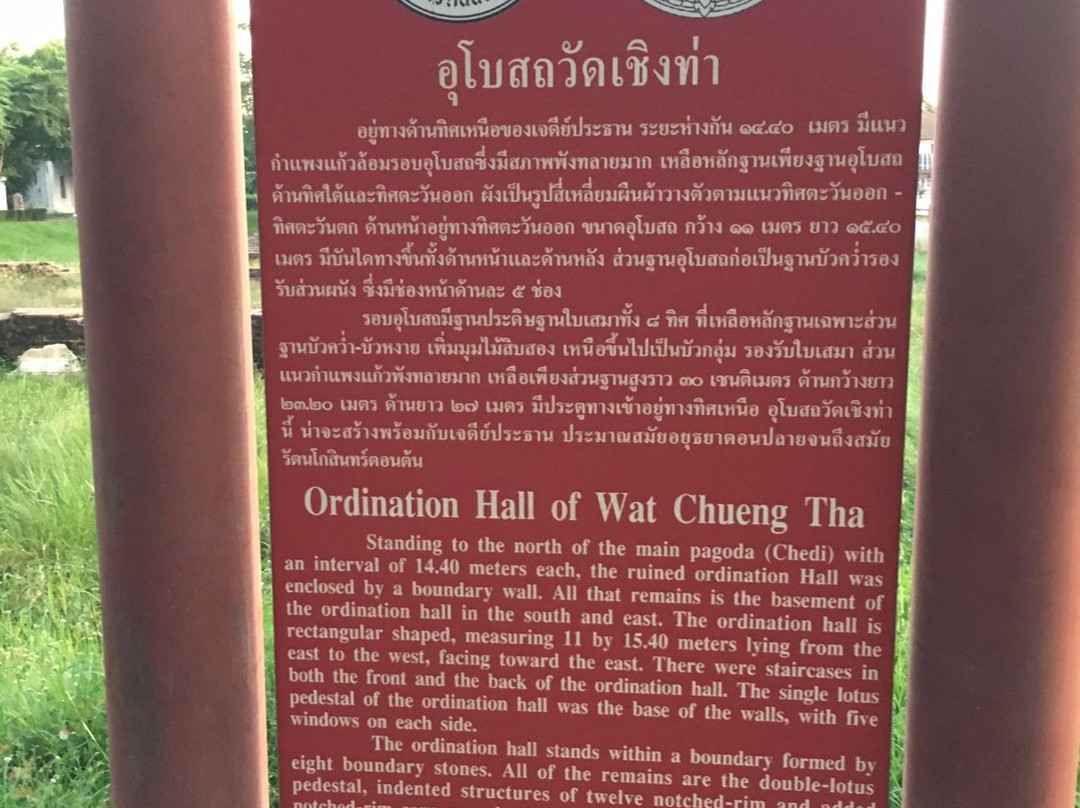 อุโบสถวัดเชิงท่า
อยู่ทางด้านทิศเหนือของเจดีย์ประธาน ระยะห่างกัน ๑๔.๔๐ เมตร มีแนว
กำแพงแก้วล้อมรอบอุโบสถซึ่งมีสภาพพังทลายมาก เหลือหลักฐานเพียงฐานอุโบสถ
ด้านทิศใต้และทิศตะวันออก ผังเป็นรูปสี่เหลี่ยมผืนผ้าวางตัวตามแนวทิศตะวันออก -
ทิศตะวันตก ด้านหน้าอยู่ทางทิศตะวันออก ขนาดอุโบสถ กว้าง ๑๑ เมตร ยาว ๑๕.๔๐
เมตร มีบันไดทางขึ้นทั้งด้านหน้าและด้านหลัง ส่วนฐานอุโบสถก่อเป็นฐานบัวคว่ำรอง
รับส่วนผนัง ซึ่งมีช่องหน้าด้านละ ๕ ช่อง
รอบอุโบสถมีฐานประดิษฐานใบเสมาทั้ง ๘ ทิศ ที่เหลือหลักฐานเฉพาะส่วน
ฐานบัวคว่ำ-บัวหงาย เพิ่มมุมไม้สิบสอง เหนือขึ้นไปเป็นบัวกลุ่ม รองรับใบเสมา ส่วน
แนวกำแพงแก้วพังทลายมาก เหลือเพียงส่วนฐานสูงราว ๓๐ เซนติเมตร ด้านกว้างยาว
๒๓.๒๐ เมตร ด้านยาว ๒๗ เมตร มีประตูทางเข้าอยู่ทางทิศเหนือ อุโบสถวัดเชิงท่า
นี้ น่าจะสร้างพร้อมกับเจดีย์ประธาน ประมาณสมัยอยุธยาตอนปลายจนถึงสมัย
รัตนโกสินทร์ตอนต้น
Ordination Hall of Wat Chueng Tha
Standing to the north of the main pagoda (Chedi) with
an interval of 14.40 meters each, the ruined ordination Hall was
enclosed by a boundary wall. All that remains is the basement of
the ordination hall in the south and east. The ordination hall is
rectangular shaped, measuring 11 by 15.40 meters lying from the
east to the west, facing toward the east. There were staircases in
both the front and the back of the ordination hall. The single lotus
pedestal of the ordination hall was the base of the walls, with five
windows on each side.
The ordination hall stands within a boundary formed by
eight boundary stones. All of the remains are the double-lotus
pedestal, indented structures of twelve notched-rim and added